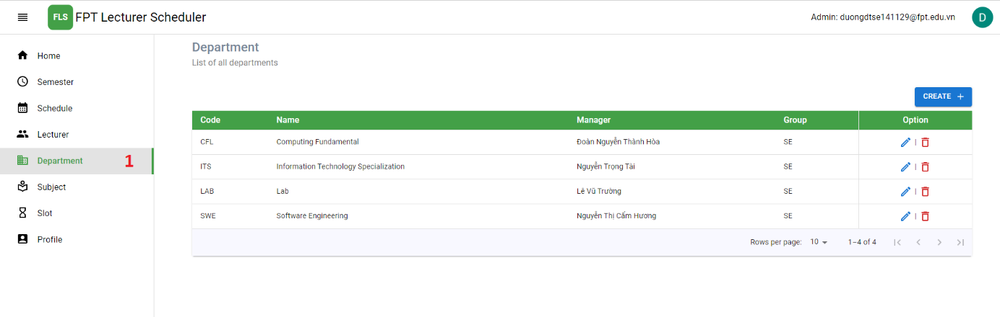 FLS FPT Lecturer Scheduler Admin: duongdtse141129@fpt.edu.vn D
Home
Semester
Schedule
Lecturer
Department 1
Subject
Slot
Profile
Department
List of all departments
CREATE +
Code Name Manager Group Option
CFL Computing Fundamental Đoàn Nguyễn Thành Hòa SE |
ITS Information Technology Specialization Nguyễn Trọng Tài SE |
LAB Lab Lê Vũ Trường SE |
SWE Software Engineering Nguyễn Thị Cẩm Hương SE |
Rows per page: 10 1–4 of 4